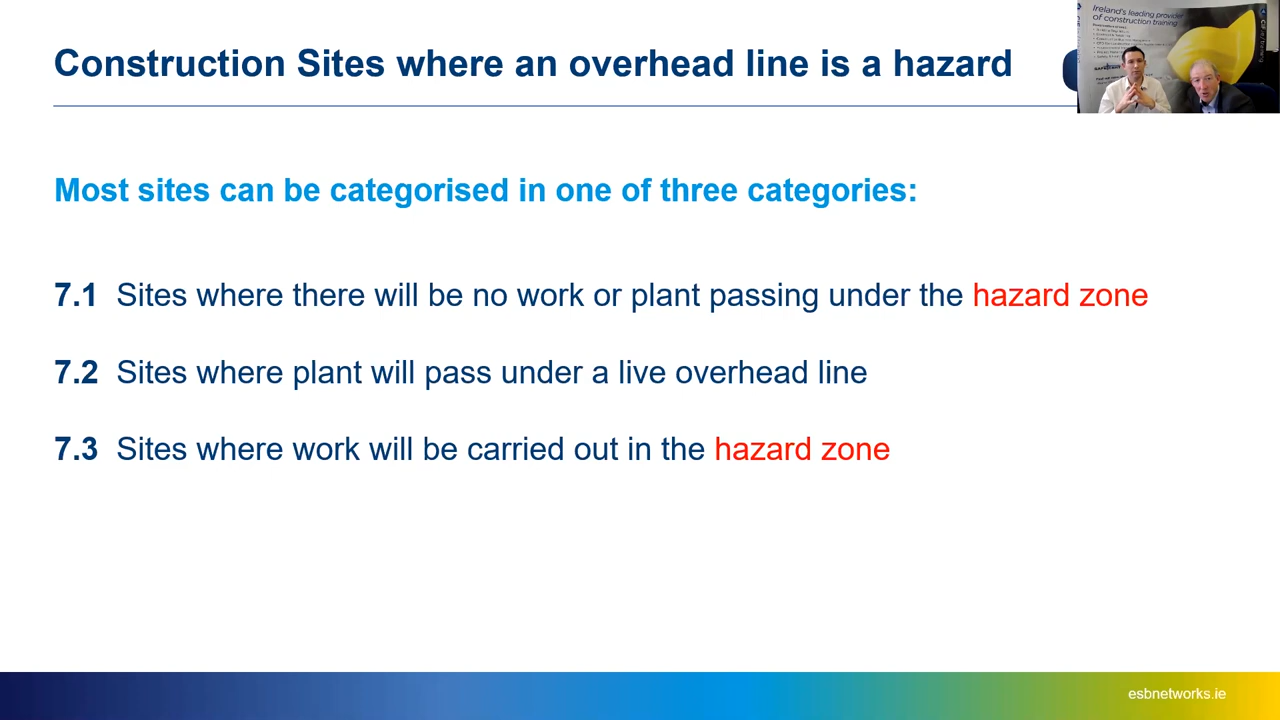 Construction Sites where an overhead line is a hazard
Ireland's leading provider
of construction training
Most sites can be categorised in one of three categories:
7.1 Sites where there will be no work or plant passing under the hazard zone
7.2 Sites where plant will pass under a live overhead line
7.3 Sites where work will be carried out in the hazard zone
esbnetworks.ie